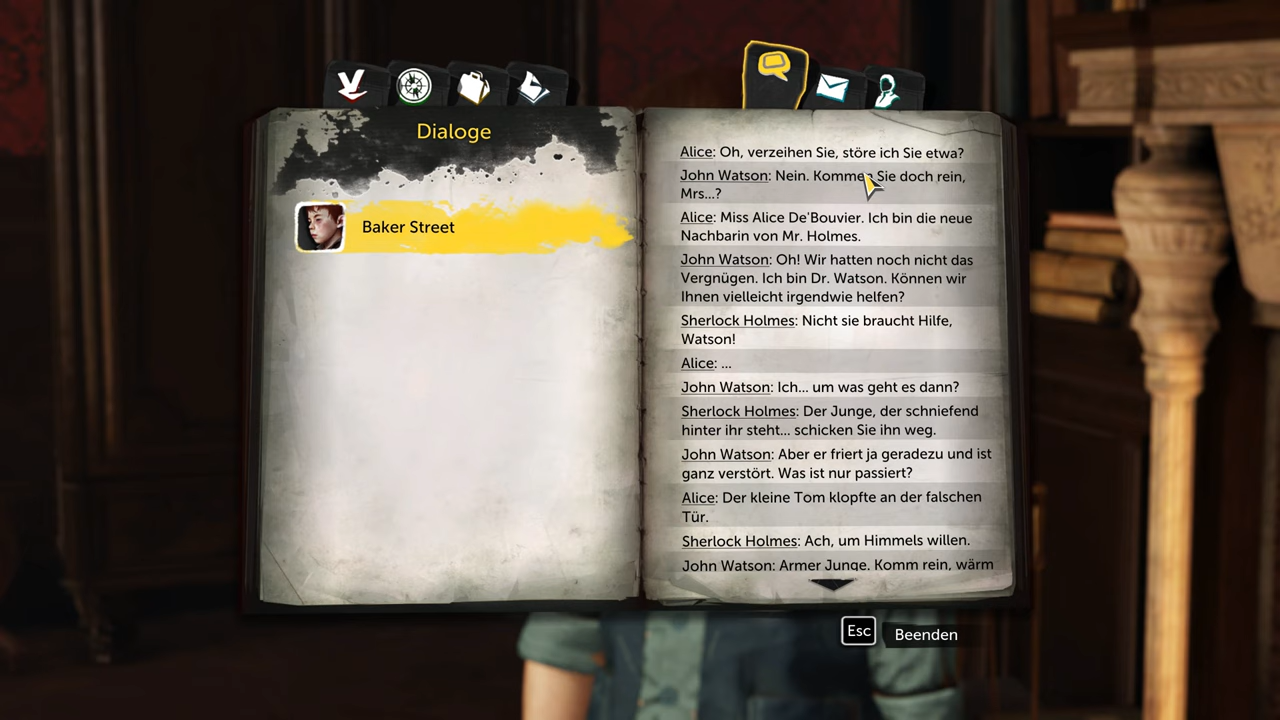 Dialoge
Baker Street
Alice: Oh, verzeihen Sie, störe ich Sie etwa?
John Watson: Nein. Kommen Sie doch rein,
Mrs...?
Alice: Miss Alice De'Bouvier. Ich bin die neue
Nachbarin von Mr. Holmes.
John Watson: Oh! Wir hatten noch nicht das
Vergnügen. Ich bin Dr. Watson. Können wir
Ihnen vielleicht irgendwie helfen?
Sherlock Holmes: Nicht sie braucht Hilfe,
Watson!
Alice: ...
John Watson: Ich... um was geht es dann?
Sherlock Holmes: Der Junge, der schniefend
hinter ihr steht... schicken Sie ihn weg.
John Watson: Aber er friert ja geradezu und ist
ganz verstört. Was ist nur passiert?
Alice: Der kleine Tom klopfte an der falschen
Tür.
Sherlock Holmes: Ach, um Himmels willen.
John Watson: Armer Junge. Komm rein, wärm
Esc Beenden